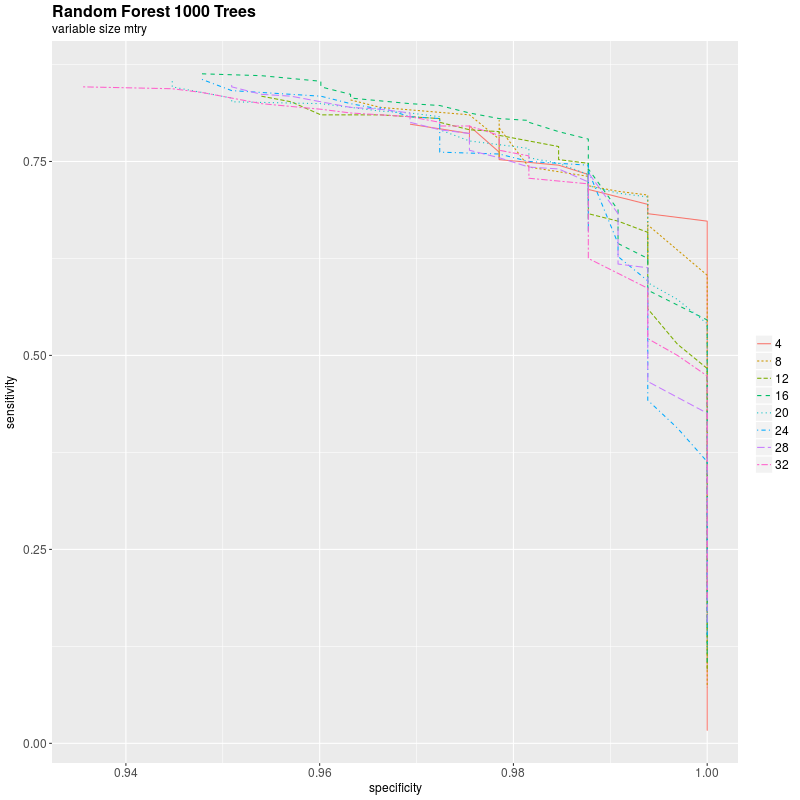 Random Forest 1000 Trees
variable size mtry
sensitivity
0.75
0.50
0.25
0.00
0.94 0.96 0.98 1.00
specificity
4
8
12
16
20
24
28
32